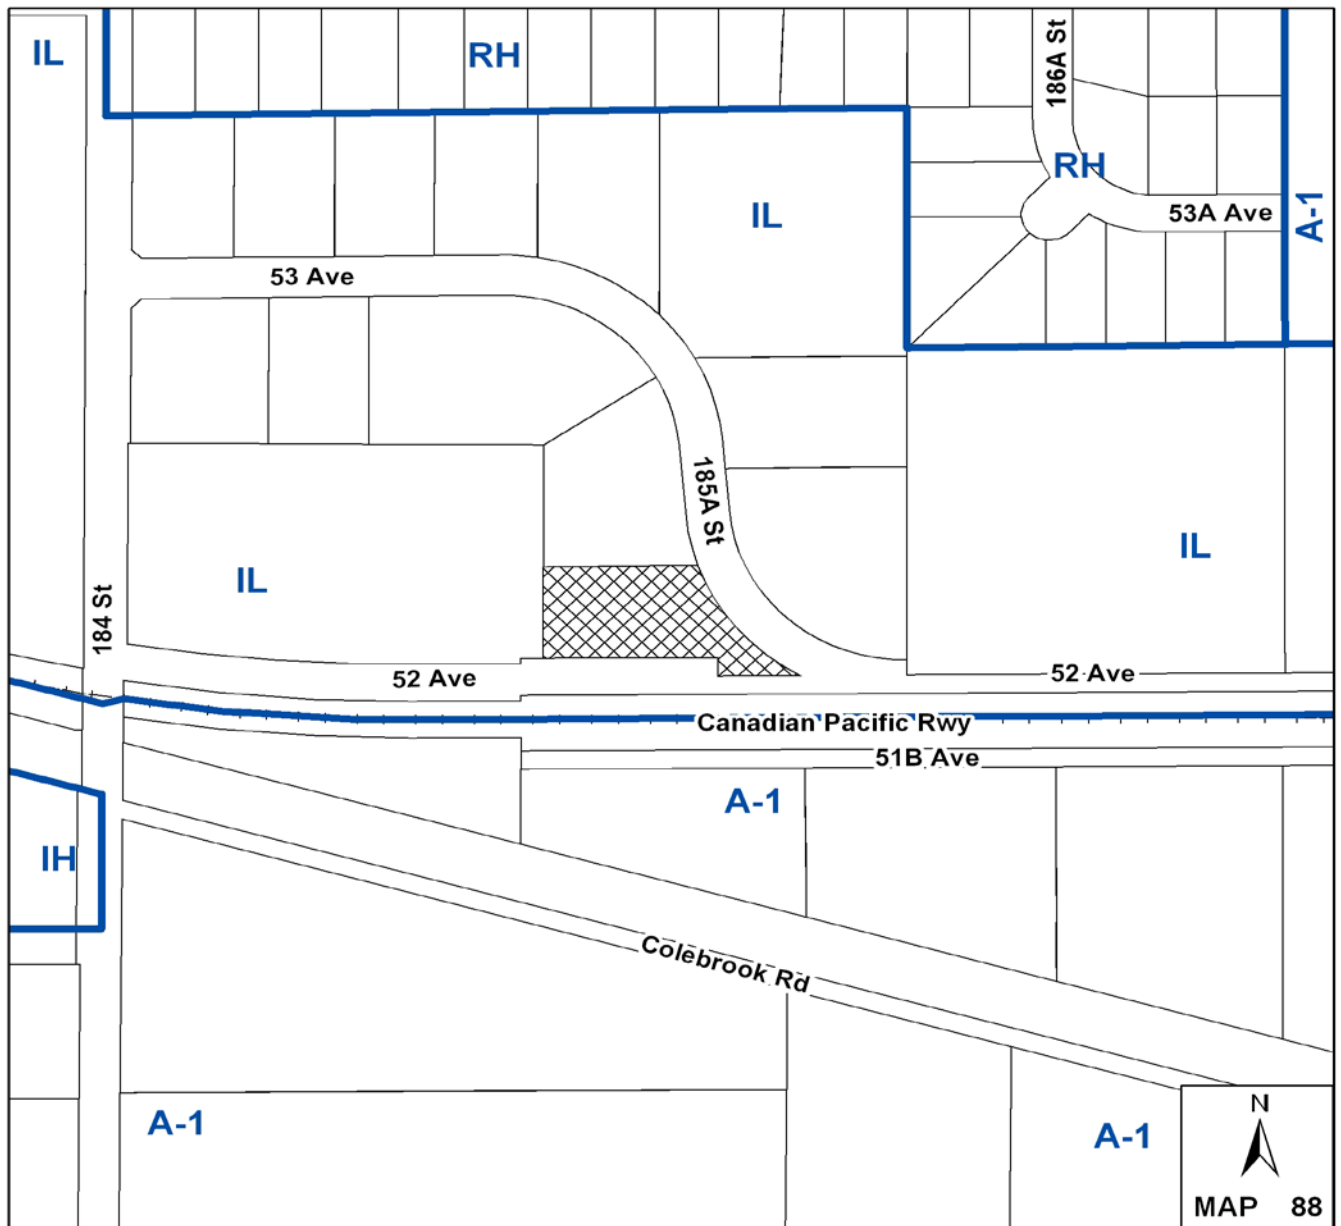 IL
RH
186A St
RH
53A Ave
A-1
IL
53 Ave
185A St
IL
IL
184 St
52 Ave
52 Ave
Canadian Pacific Rwy
51B Ave
A-1
IH
Colebrook Rd
A-1
A-1
N
MAP 88